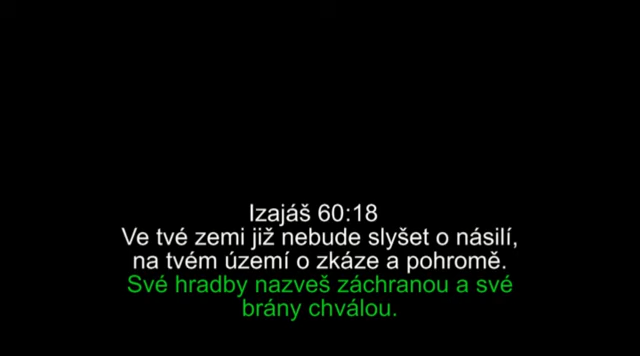 Izajáš 60:18
Ve tvé zemi již nebude slyšet o násilí,
na tvém území o zkáze a pohromě.
Své hradby nazveš záchranou a své
brány chválou.